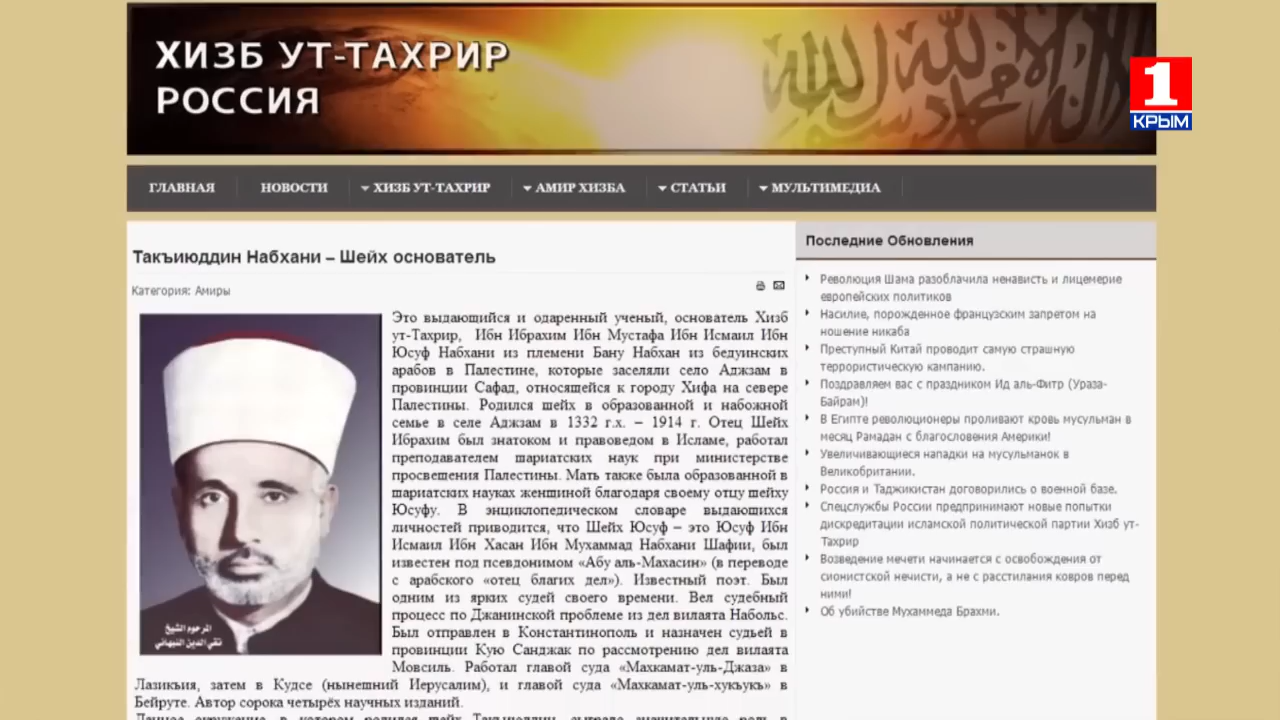 ХИЗБ УТ-ТАХРИР
РОССИЯ
1
КРЫМ
ГЛАВНАЯ НОВОСТИ ХИЗБ УТ-ТАХРИР АМИР ХИЗБА СТАТЬИ МУЛЬТИМЕДИА
Такъиюддин Набхани – Шейх основатель
Категория: Амиры
Это выдающийся и одаренный ученый, основатель Хизб
ут-Тахрир, Ибн Ибрахим Ибн Мустафа Ибн Исмаил Ибн
Юсуф Набхани из племени Бану Набхан из бедуинских
арабов в Палестине, которые заселяли село Аджзам в
провинции Сафад, относящейся к городу Хифа на севере
Палестины. Родился шейх в образованной и набожной
семье в селе Аджзам в 1332 г.х. – 1914 г. Отец Шейх
Ибрахим был знатоком и правоведом в Исламе, работал
преподавателем шариатских наук при министерстве
просвещения Палестины. Мать также была образованной в
шариатских науках женщиной благодаря своему отцу шейху
Юсуфу. В энциклопедическом словаре выдающихся
личностей приводится, что Шейх Юсуф – это Юсуф Ибн
Исмаил Ибн Хасан Ибн Мухаммад Набхани Шафии, был
известен под псевдонимом «Абу аль-Махасин» (в переводе
с арабского «отец благих дел»). Известный поэт. Был
одним из ярких судей своего времени. Вел судебный
процесс по Джанинской проблеме из дел вилаята Набольс.
Был отправлен в Константинополь и назначен судьей в
провинции Кую Санджак по рассмотрению дел вилаята
Мовсиль. Работал главой суда «Махкамат-уль-Джаза» в
Лазикъия, затем в Кудсе (нынешний Иерусалим), и главой суда «Махкамат-уль-хукъукъ» в
Бейруте. Автор сорока четырёх научных изданий.
Данное окружение, в котором родился шейх Такъиюддин, сыграло значительную роль в
المرحوم الشيخ
تقي الدين النبهاني
Последние Обновления
Революция Шама разоблачила ненависть и лицемерие
европейских политиков
Насилие, порожденное французским запретом на
ношение никаба
Преступный Китай проводит самую страшную
террористическую кампанию.
Поздравляем вас с праздником Ид аль-Фитр (Ураза-
Байрам)!
В Египте революционеры проливают кровь мусульман в
месяц Рамадан с благословения Америки!
Увеличивающиеся нападки на мусульманок в
Великобритании.
Россия и Таджикистан договорились о военной базе.
Спецслужбы России предпринимают новые попытки
дискредитации исламской политической партии Хизб ут-
Тахрир
Возведение мечети начинается с освобождения от
сионистской нечисти, а не с расстилания ковров перед
ними!
Об убийстве Мухаммеда Брахми.